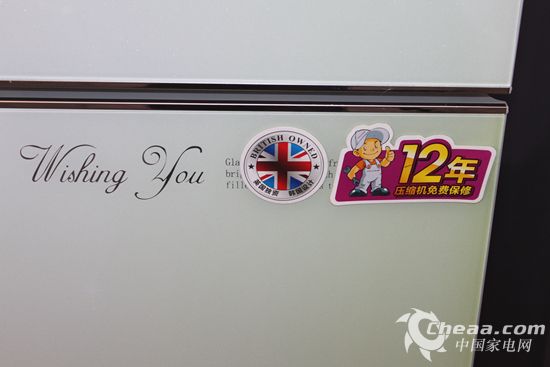 Wishing You
BRITISH OWNED
英国独资 韩国设计
12年
压缩机免费保修
Cheaa.com
中国家电网